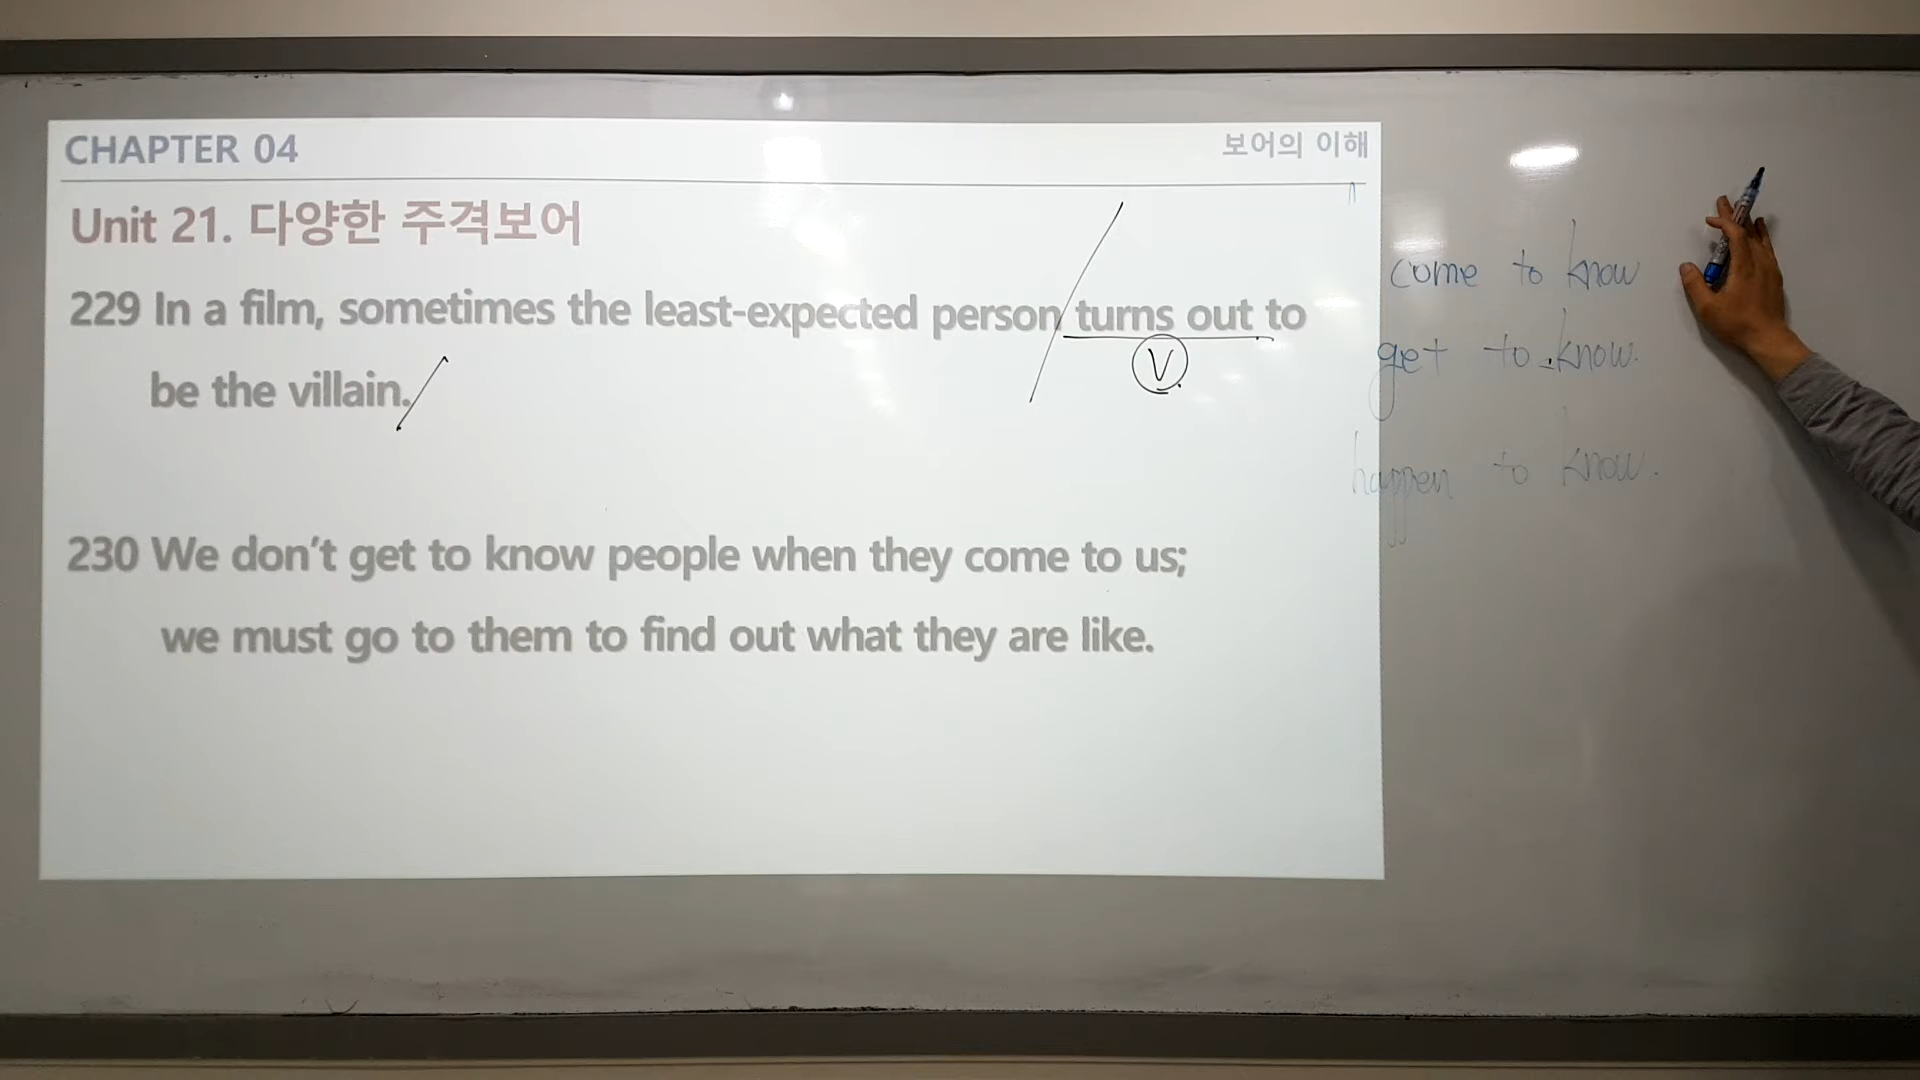 CHAPTER 04
보어의 이해
Unit 21. 다양한 주격보어
229 In a film, sometimes the least-expected person turns out to
be the villain.
V
230 We don't get to know people when they come to us;
we must go to them to find out what they are like.
come to know
get to know.
happen to know.